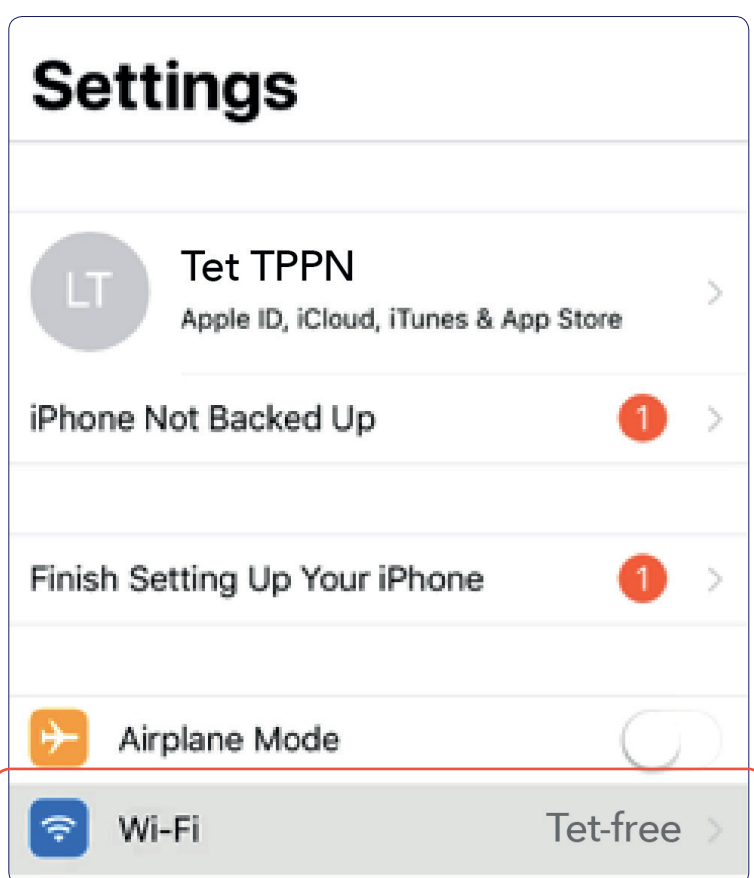 Settings
LT
Tet TPPN
Apple ID, iCloud, iTunes & App Store
iPhone Not Backed Up 1
Finish Setting Up Your iPhone 1
Airplane Mode
Wi-Fi Tet-free